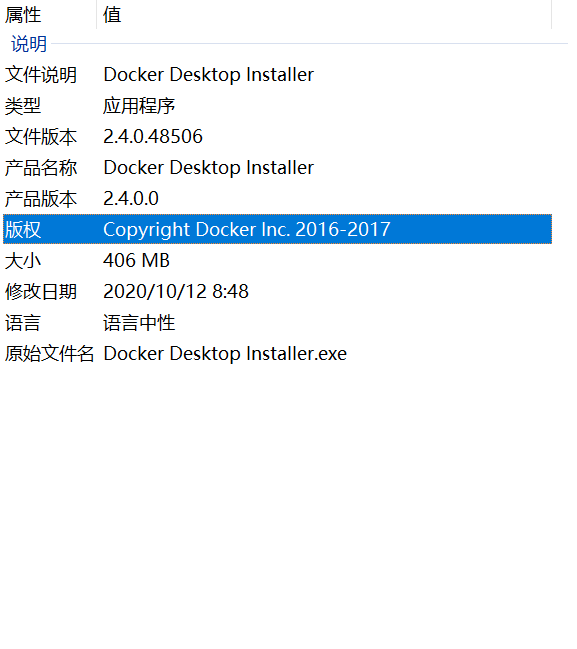 属性 值
说明
文件说明 Docker Desktop Installer
类型 应用程序
文件版本 2.4.0.48506
产品名称 Docker Desktop Installer
产品版本 2.4.0.0
版权 Copyright Docker Inc. 2016-2017
大小 406 MB
修改日期 2020/10/12 8:48
语言 语言中性
原始文件名 Docker Desktop Installer.exe